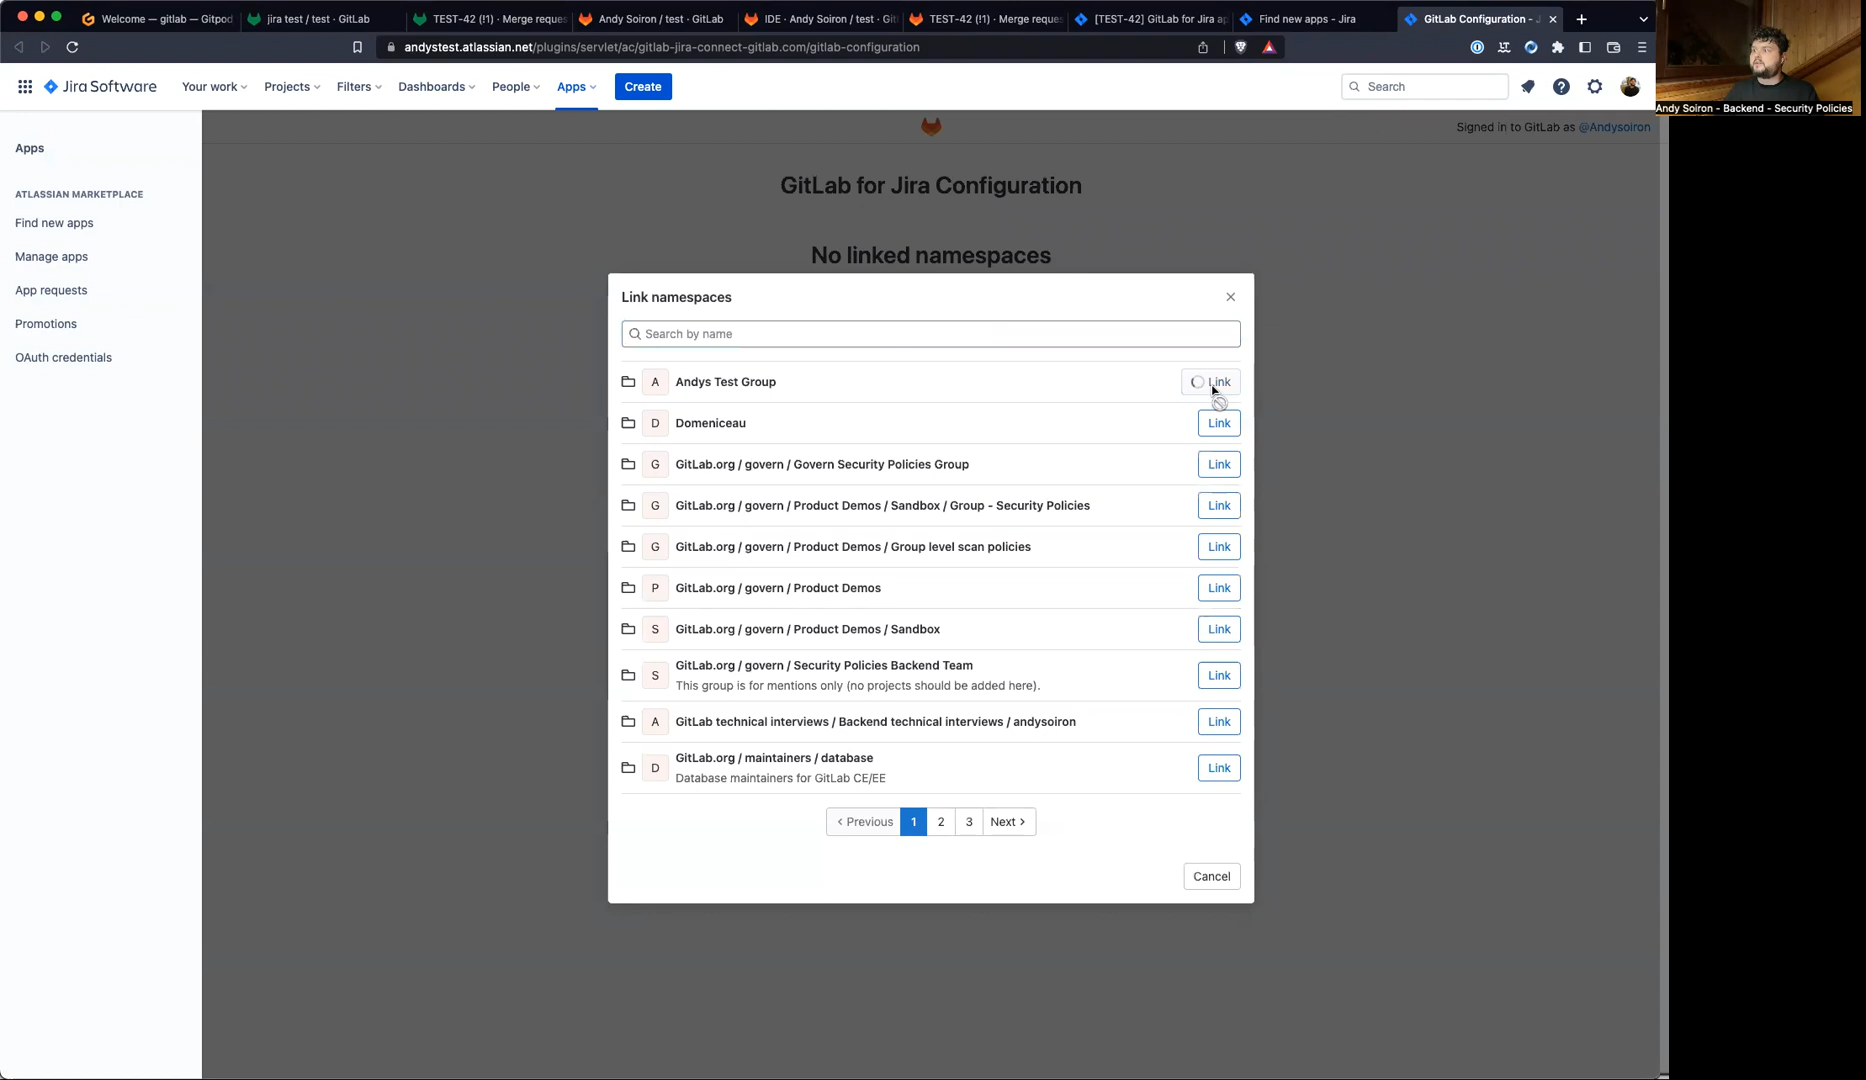 Welcome — gitlab — Gitpod
jira test / test · GitLab
TEST-42 (!1) · Merge reques
Andy Soiron / test · GitLab
IDE · Andy Soiron / test · Git
TEST-42 (!1) · Merge reques
[TEST-42] GitLab for Jira ap
Find new apps - Jira
GitLab Configuration - J
andystest.atlassian.net/plugins/servlet/ac/gitlab-jira-connect-gitlab.com/gitlab-configuration
Jira Software
Your work
Projects
Filters
Dashboards
People
Apps
Create
Search
Andy Soiron - Backend - Security Policies
Signed in to GitLab as @Andysoiron
Apps
ATLASSIAN MARKETPLACE
Find new apps
Manage apps
App requests
Promotions
OAuth credentials
GitLab for Jira Configuration
No linked namespaces
Link namespaces
Search by name
A Andys Test Group Link
D Domeniceau Link
G GitLab.org / govern / Govern Security Policies Group Link
G GitLab.org / govern / Product Demos / Sandbox / Group - Security Policies Link
G GitLab.org / govern / Product Demos / Group level scan policies Link
P GitLab.org / govern / Product Demos Link
S GitLab.org / govern / Product Demos / Sandbox Link
S GitLab.org / govern / Security Policies Backend Team Link
This group is for mentions only (no projects should be added here).
A GitLab technical interviews / Backend technical interviews / andysoiron Link
D GitLab.org / maintainers / database Link
Database maintainers for GitLab CE/EE
Previous 1 2 3 Next
Cancel